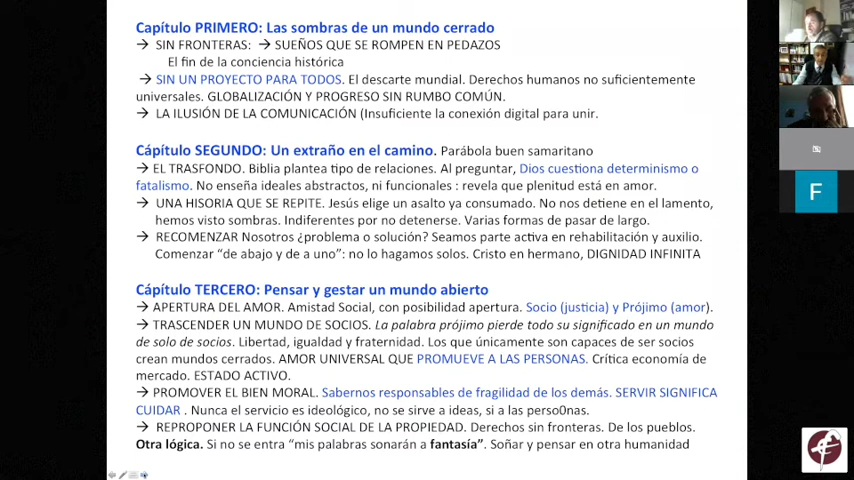 Capítulo PRIMERO: Las sombras de un mundo cerrado
→ SIN FRONTERAS: → SUEÑOS QUE SE ROMPEN EN PEDAZOS
El fin de la conciencia histórica
→ SIN UN PROYECTO PARA TODOS. El descarte mundial. Derechos humanos no suficientemente
universales. GLOBALIZACIÓN Y PROGRESO SIN RUMBO COMÚN.
→ LA ILUSIÓN DE LA COMUNICACIÓN (Insuficiente la conexión digital para unir.
Cápítulo SEGUNDO: Un extraño en el camino. Parábola buen samaritano
→ EL TRASFONDO. Biblia plantea tipo de relaciones. Al preguntar, Dios cuestiona determinismo o
fatalismo. No enseña ideales abstractos, ni funcionales : revela que plenitud está en amor.
→ UNA HISORIA QUE SE REPITE. Jesús elige un asalto ya consumado. No nos detiene en el lamento,
hemos visto sombras. Indiferentes por no detenerse. Varias formas de pasar de largo.
→ RECOMENZAR Nosotros ¿problema o solución? Seamos parte activa en rehabilitación y auxilio.
Comenzar "de abajo y de a uno": no lo hagamos solos. Cristo en hermano, DIGNIDAD INFINITA
Cápítulo TERCERO: Pensar y gestar un mundo abierto
→ APERTURA DEL AMOR. Amistad Social, con posibilidad apertura. Socio (justicia) y Prójimo (amor).
→ TRASCENDER UN MUNDO DE SOCIOS. La palabra prójimo pierde todo su significado en un mundo
de solo de socios. Libertad, igualdad y fraternidad. Los que únicamente son capaces de ser socios
crean mundos cerrados. AMOR UNIVERSAL QUE PROMUEVE A LAS PERSONAS. Crítica economía de
mercado. ESTADO ACTIVO.
→ PROMOVER EL BIEN MORAL. Sabernos responsables de fragilidad de los demás. SERVIR SIGNIFICA
CUIDAR . Nunca el servicio es ideológico, no se sirve a ideas, si a las perso0nas.
→ REPROPONER LA FUNCIÓN SOCIAL DE LA PROPIEDAD. Derechos sin fronteras. De los pueblos.
Otra lógica. Si no se entra "mis palabras sonarán a fantasía". Soñar y pensar en otra humanidad
F